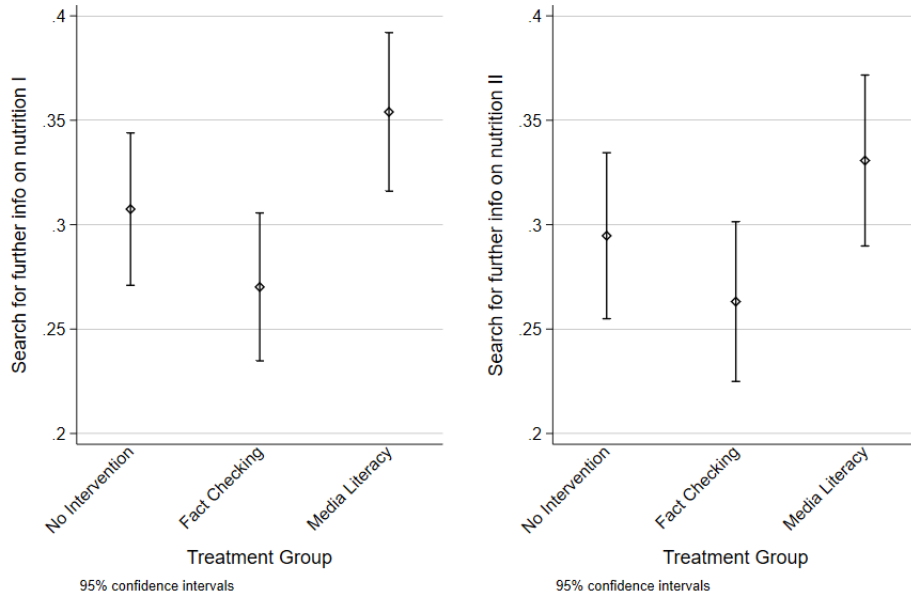 Search for further info on nutrition I
.4
.35
.3
.25
.2
No Intervention
Fact Checking
Media Literacy
Treatment Group
95% confidence intervals
Search for further info on nutrition II
.4
.35
.3
.25
.2
No Intervention
Fact Checking
Media Literacy
Treatment Group
95% confidence intervals